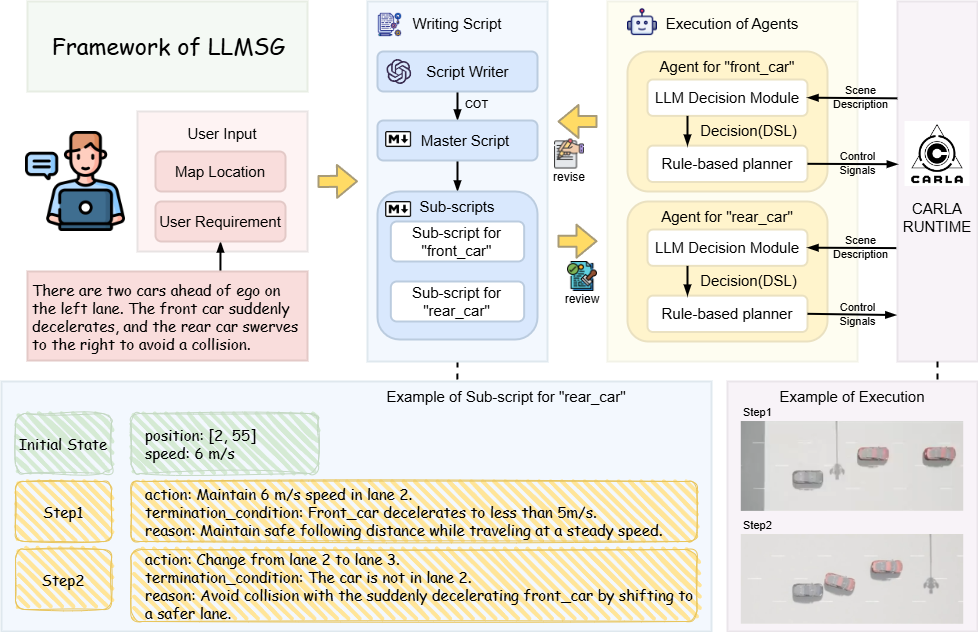 Framework of LLMSG
User Input
Map Location
User Requirement
There are two cars ahead of ego on
the left lane. The front car suddenly
decelerates, and the rear car swerves
to the right to avoid a collision.
Writing Script
Script Writer
COT
Master Script
Sub-scripts
Sub-script for
"front_car"
Sub-script for
"rear_car"
revise
review
Execution of Agents
Agent for "front_car"
LLM Decision Module
Decision(DSL)
Rule-based planner
Agent for "rear_car"
LLM Decision Module
Decision(DSL)
Rule-based planner
Scene
Description
Control
Signals
Scene
Description
Control
Signals
CARLA
CARLA
RUNTIME
Example of Sub-script for "rear_car"
Initial State
position: [2, 55]
speed: 6 m/s
Step1
action: Maintain 6 m/s speed in lane 2.
termination_condition: Front_car decelerates to less than 5m/s.
reason: Maintain safe following distance while traveling at a steady speed.
Step2
action: Change from lane 2 to lane 3.
termination_condition: The car is not in lane 2.
reason: Avoid collision with the suddenly decelerating front_car by shifting to
a safer lane.
Example of Execution
Step1
Step2